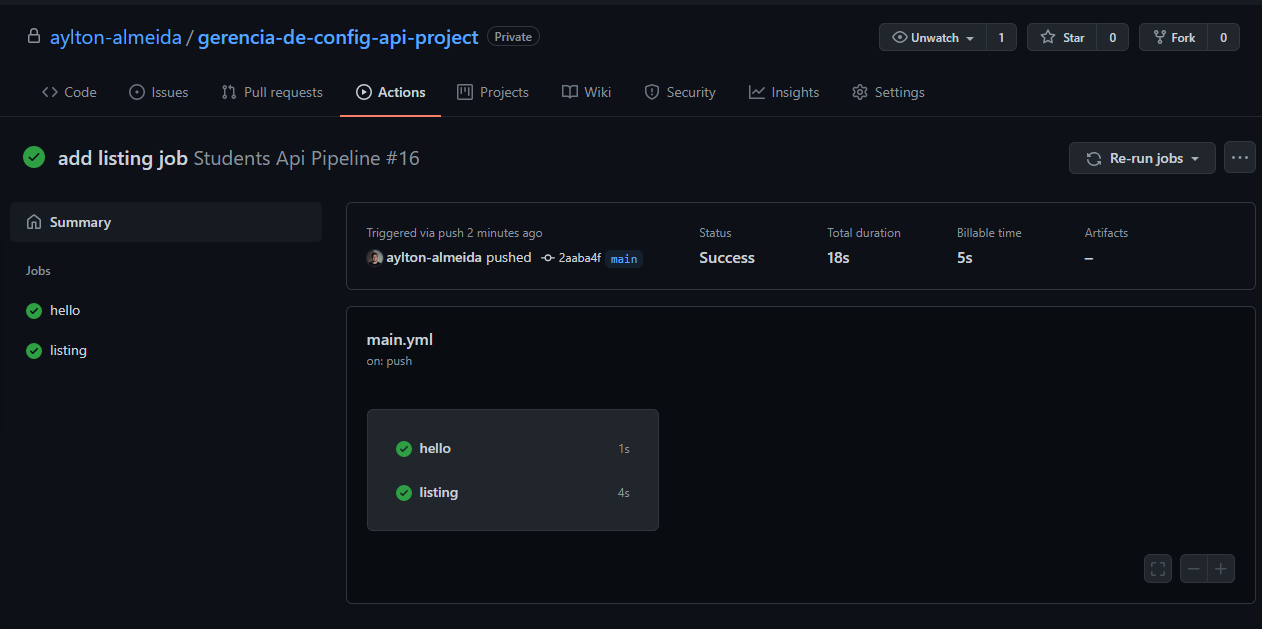 aylton-almeida / gerencia-de-config-api-project Private
Unwatch 1 Star 0 Fork 0
Code Issues Pull requests Actions Projects Wiki Security Insights Settings
add listing job Students Api Pipeline #16
Re-run jobs
Summary
Jobs
hello
listing
Triggered via push 2 minutes ago
aylton-almeida pushed 2aaba4f main
Status
Success
Total duration
18s
Billable time
5s
Artifacts
–
main.yml
on: push
hello 1s
listing 4s